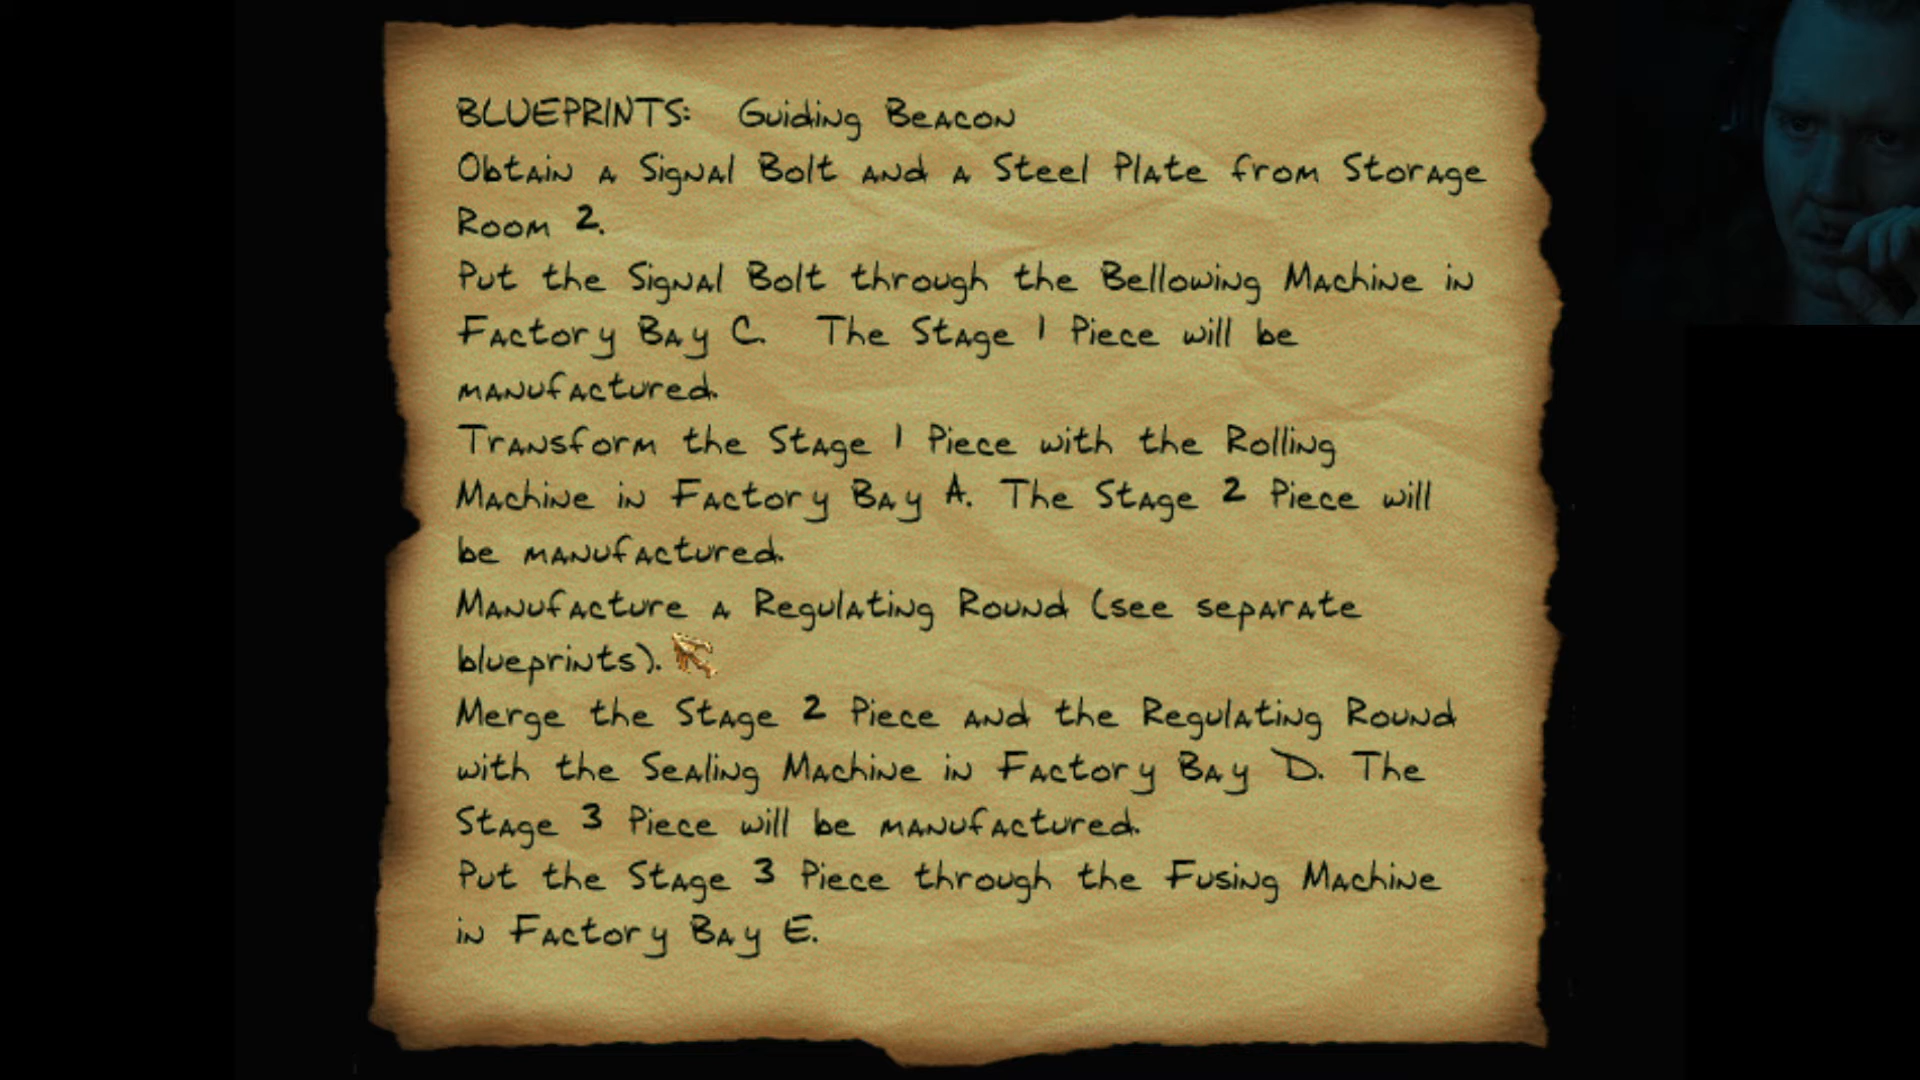 BLUEPRINTS: Guiding Beacon
Obtain a Signal Bolt and a Steel Plate from Storage
Room 2.
Put the Signal Bolt through the Bellowing Machine in
Factory Bay C. The Stage 1 Piece will be
manufactured.
Transform the Stage 1 Piece with the Rolling
Machine in Factory Bay A. The Stage 2 Piece will
be manufactured.
Manufacture a Regulating Round (see separate
blueprints).
Merge the Stage 2 Piece and the Regulating Round
with the Sealing Machine in Factory Bay D. The
Stage 3 Piece will be manufactured.
Put the Stage 3 Piece through the Fusing Machine
in Factory Bay E.